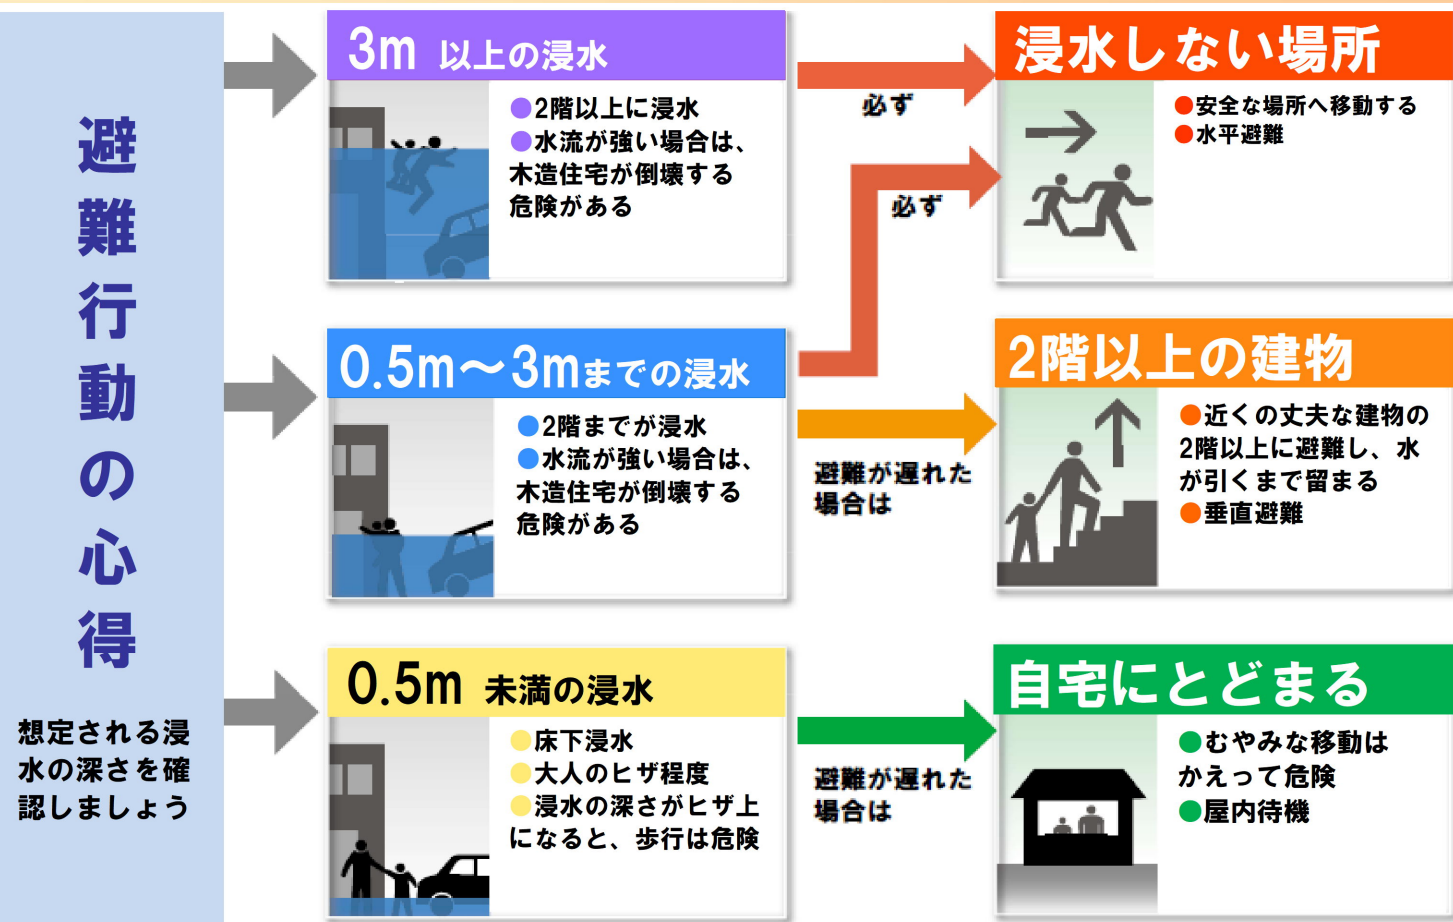 避難行動の心得
想定される浸
水の深さを確
認しましょう
3m 以上の浸水
●2階以上に浸水
●水流が強い場合は、
木造住宅が倒壊する
危険がある
必ず
浸水しない場所
●安全な場所へ移動する
●水平避難
0.5m～3mまでの浸水
●2階までが浸水
●水流が強い場合は、
木造住宅が倒壊する
危険がある
必ず
避難が遅れた
場合は
2階以上の建物
●近くの丈夫な建物の
2階以上に避難し、水
が引くまで留まる
●垂直避難
0.5m 未満の浸水
●床下浸水
●大人のヒザ程度
●浸水の深さがヒザ上
になると、歩行は危険
避難が遅れた
場合は
自宅にとどまる
●むやみな移動は
かえって危険
●屋内待機